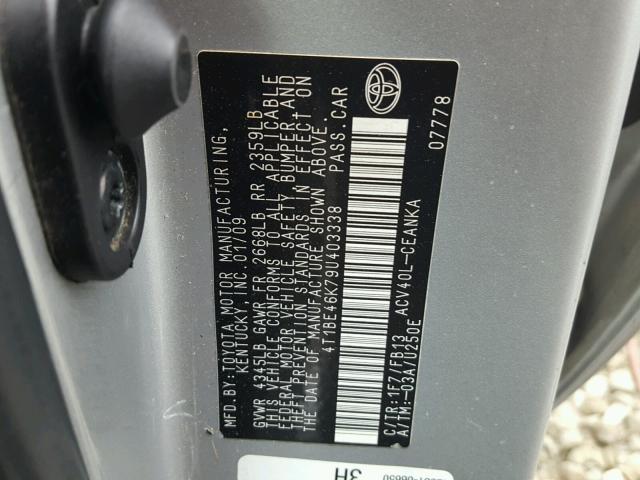 MFD.BY:TOYOTA MOTOR MANUFACTURING,
KENTUCKY, INC. 01/09
GVWR 4345LB GAWR FR 2668LB RR 2359LB
THIS VEHICLE CONFORMS TO ALL APPLICABLE
FEDERAL MOTOR VEHICLE SAFETY, BUMPER, AND
THEFT PREVENTION STANDARDS IN EFFECT ON
THE DATE OF MANUFACTURE SHOWN ABOVE.
4T1BE46K79U403338 PASS.CAR
C/TR:1F7/FB13 ACV40L-CEANKA
A/TM:-03A/U250E
07778
3H